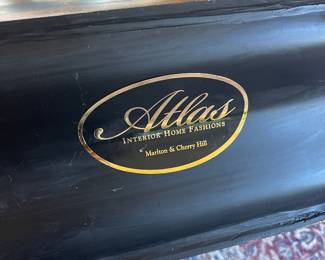 Atlas
Interior Home Fashions
Marlton & Cherry Hill